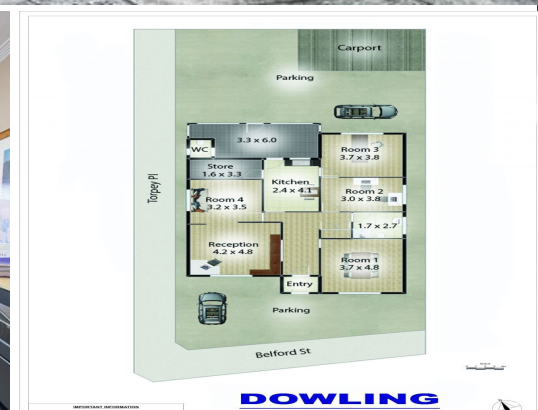 Carport
Parking
3.3 x 6.0
WC
Room 3
3.7 x 3.8
Store
1.6 x 3.3
Kitchen
2.4 x 4.1
Room 2
3.0 x 3.8
Room 4
3.2 x 3.5
1.7 x 2.7
Torpey Pl
Reception
4.2 x 4.8
Room 1
3.7 x 4.8
Entry
Parking
Belford St
DOWLING
IMPORTANT INFORMATION